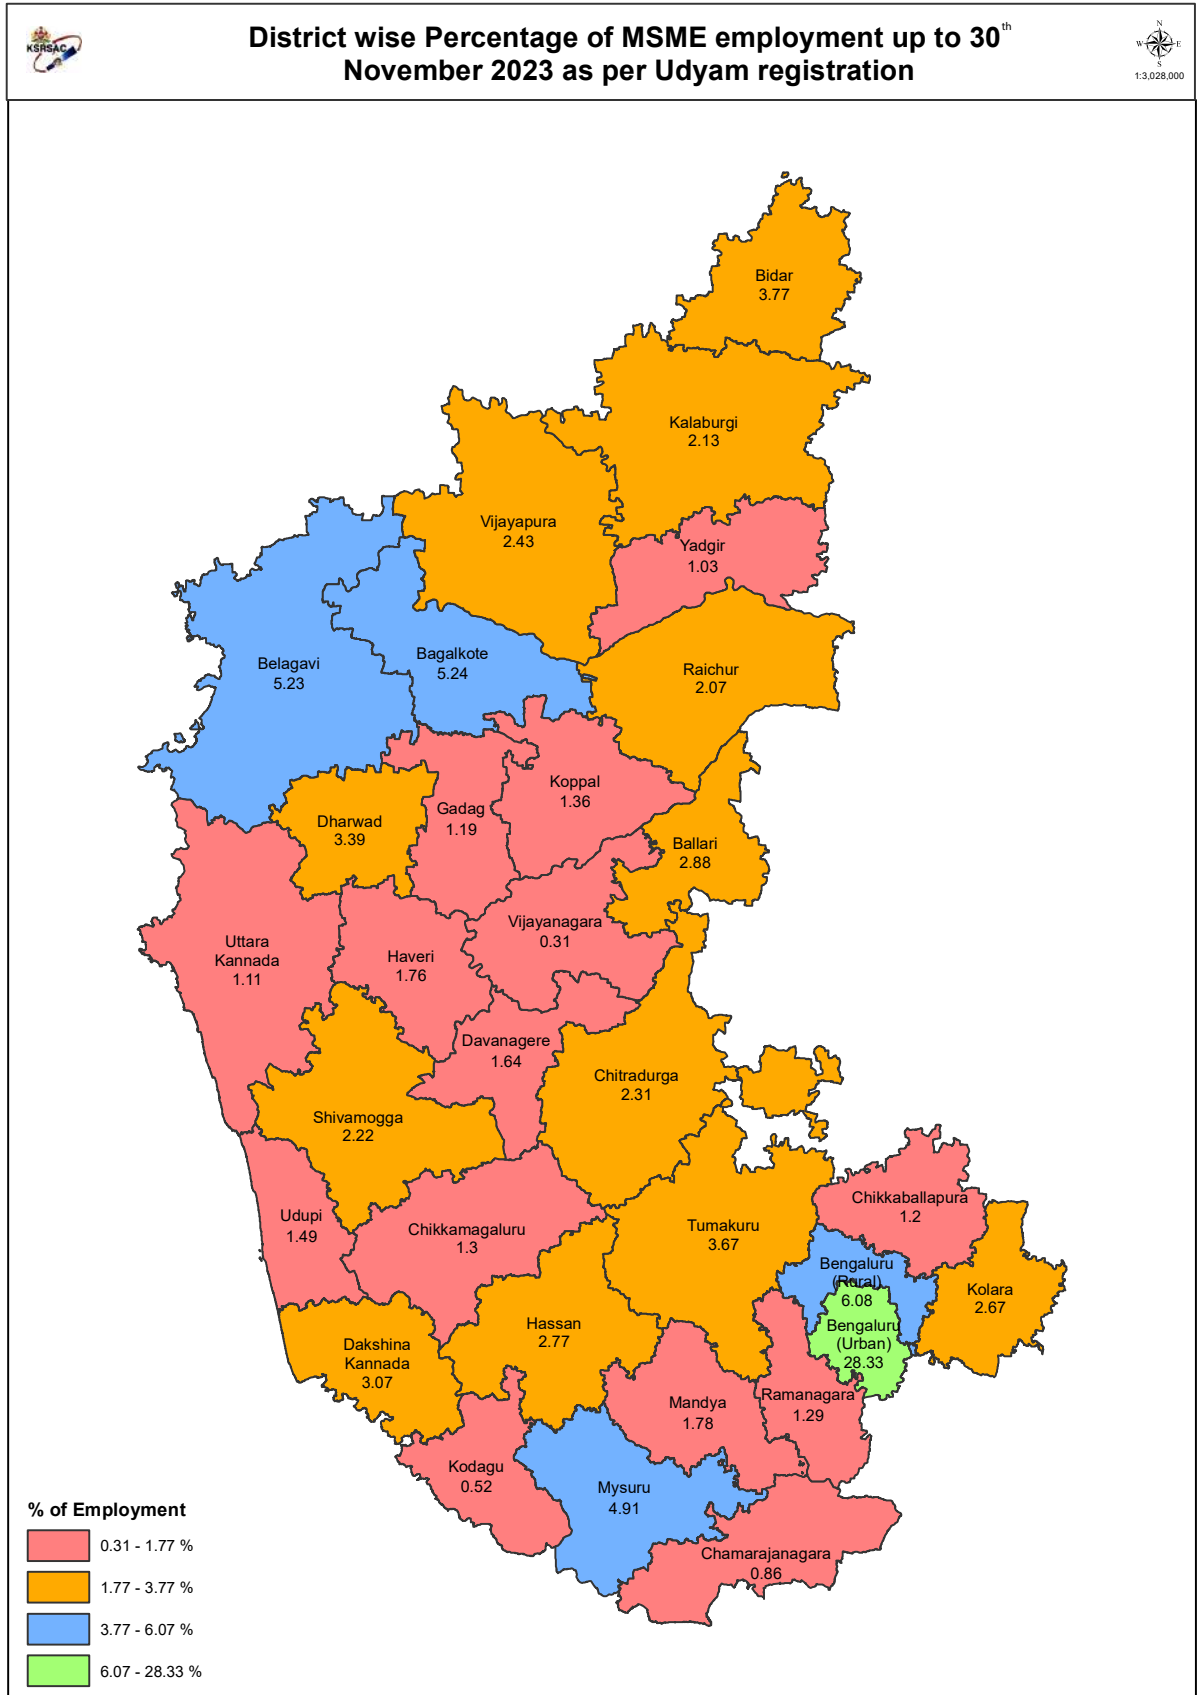 KSRSAC
District wise Percentage of MSME employment up to 30th
November 2023 as per Udyam registration
N
W E
S
1:3,028,000
Bidar
3.77
Kalaburgi
2.13
Vijayapura
2.43
Yadgir
1.03
Belagavi
5.23
Bagalkote
5.24
Raichur
2.07
Koppal
1.36
Gadag
1.19
Dharwad
3.39
Ballari
2.88
Vijayanagara
0.31
Uttara
Kannada
1.11
Haveri
1.76
Davanagere
1.64
Chitradurga
2.31
Shivamogga
2.22
Chikkaballapura
1.2
Udupi
1.49
Chikkamagaluru
1.3
Tumakuru
3.67
Bengaluru
(Rural)
6.08
Kolara
2.67
Bengaluru
(Urban)
28.33
Hassan
2.77
Dakshina
Kannada
3.07
Mandya
1.78
Ramanagara
1.29
Kodagu
0.52
Mysuru
4.91
Chamarajanagara
0.86
% of Employment
0.31 - 1.77 %
1.77 - 3.77 %
3.77 - 6.07 %
6.07 - 28.33 %